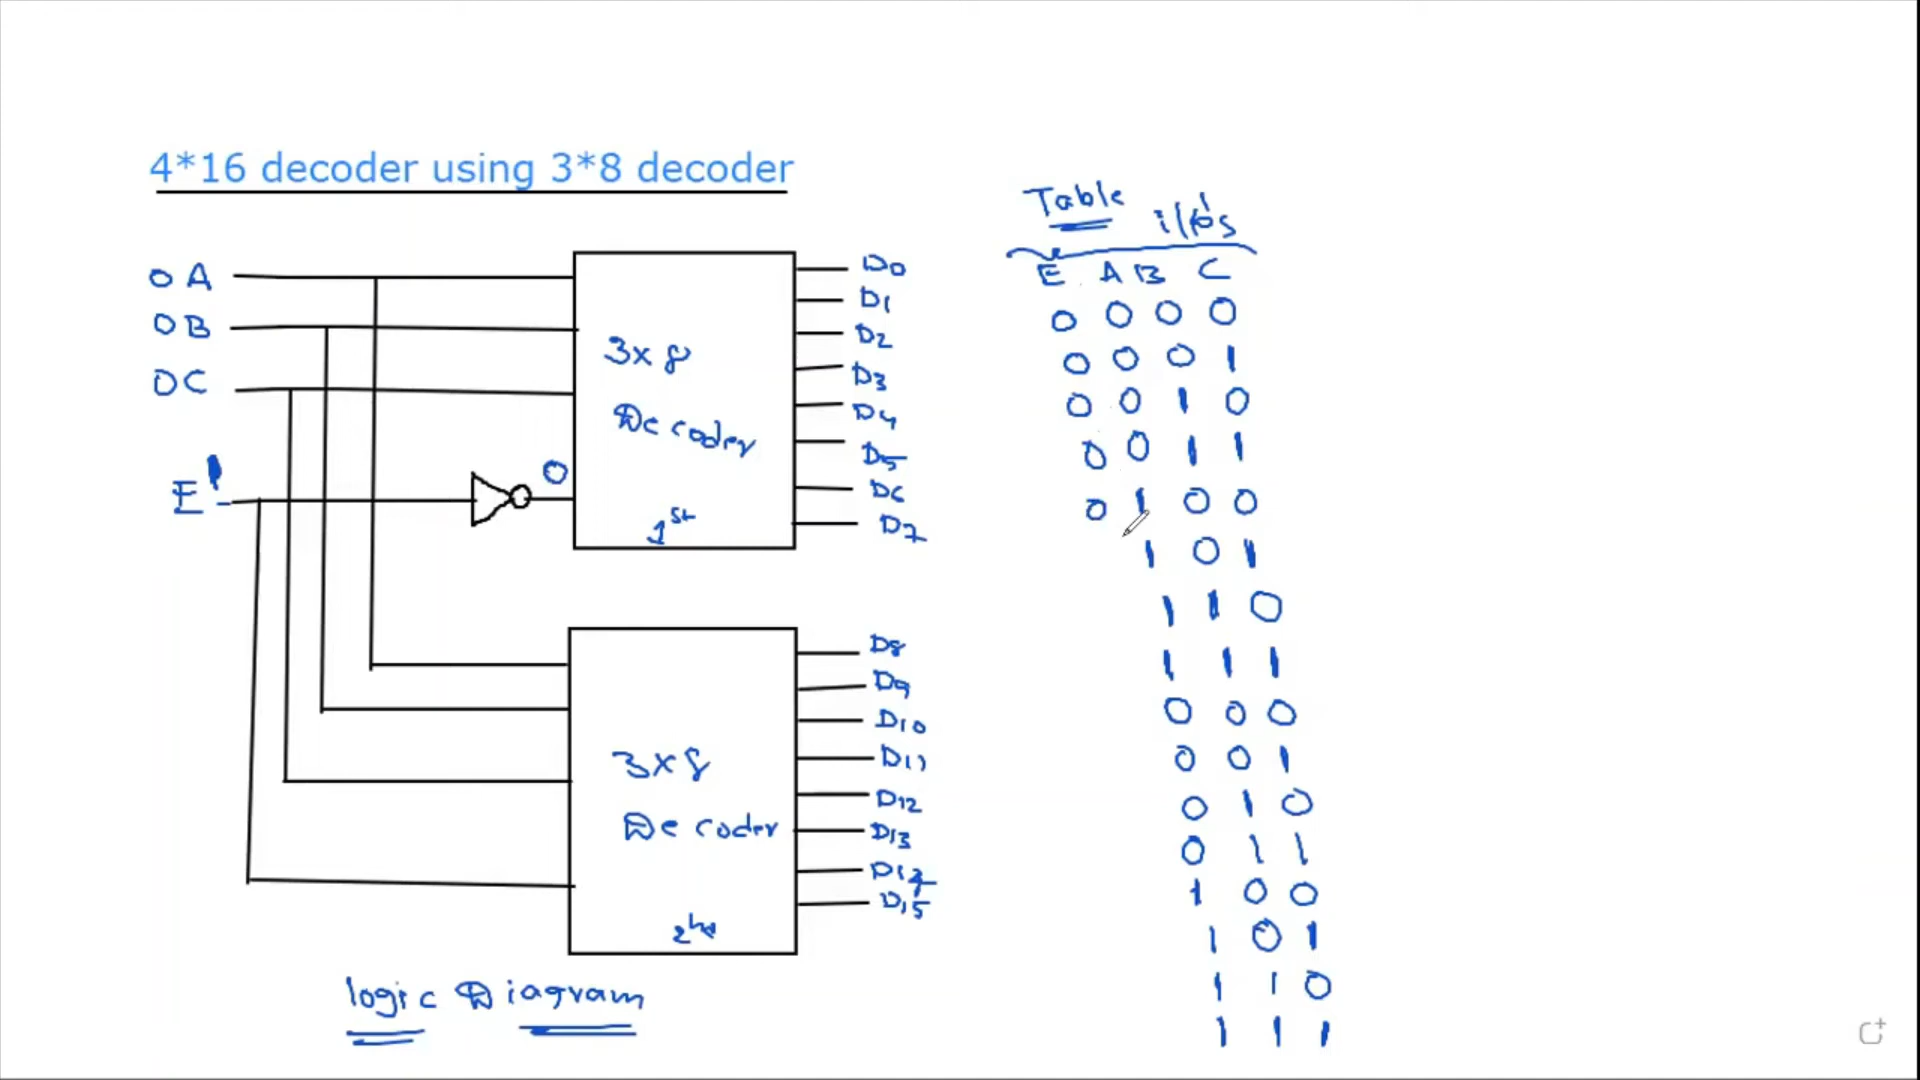 4*16 decoder using 3*8 decoder
0 A
0 B
0 C
E 1
0
3x8
Decoder
1st
D0
D1
D2
D3
D4
D5
D6
D7
3x8
Decoder
2nd
D8
D9
D10
D11
D12
D13
D14
D15
logic Diagram
Table
i/p's
E A B C
0 0 0 0
0 0 0 1
0 0 1 0
0 0 1 1
0 1 0 0
1 0 1
1 1 0
1 1 1
0 0 0
0 0 1
0 1 0
0 1 1
1 0 0
1 0 1
1 1 0
1 1 1